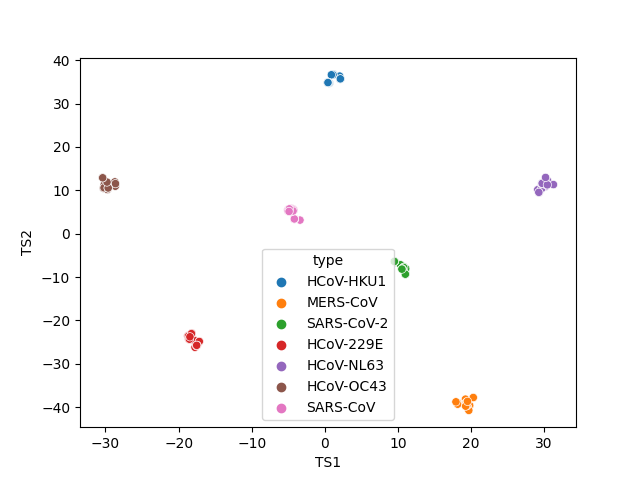 40
30
20
10
0
−10
−20
−30
−40
TS2
type
HCoV-HKU1
MERS-CoV
SARS-CoV-2
HCoV-229E
HCoV-NL63
HCoV-OC43
SARS-CoV
−30 −20 −10 0 10 20 30
TS1